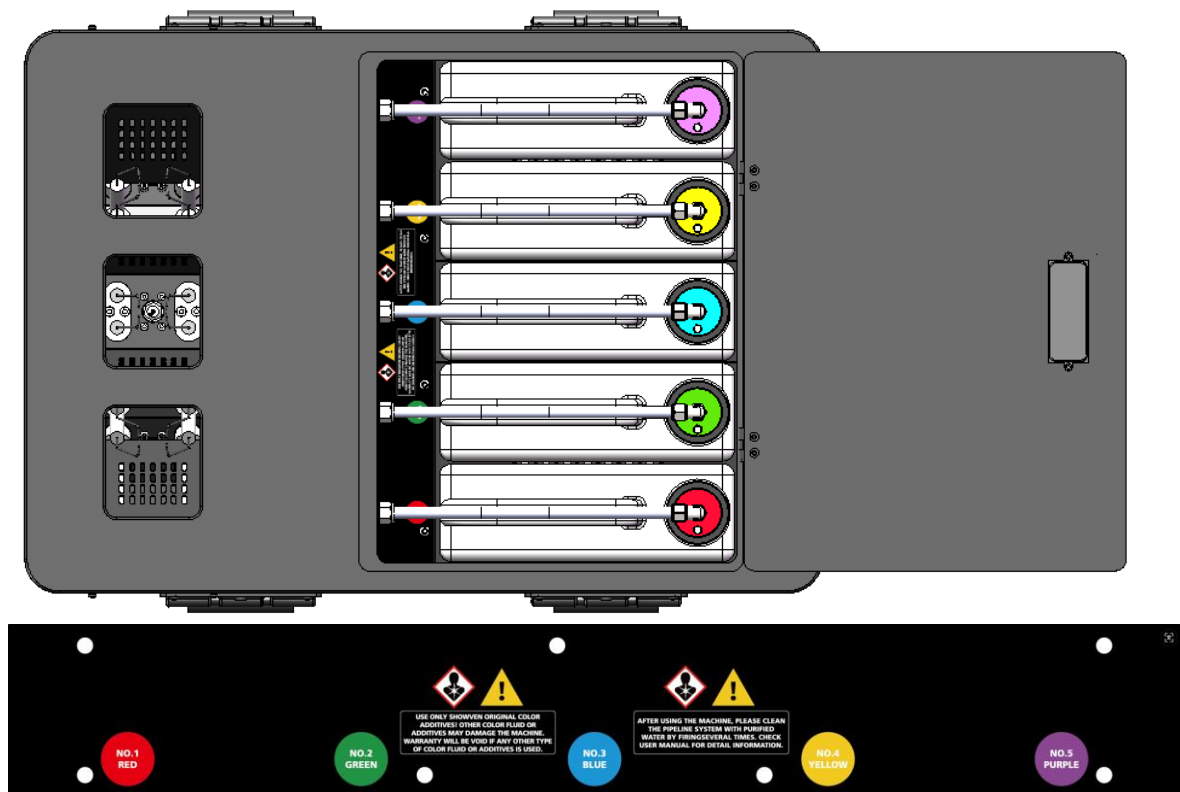 USE ONLY SHOWVEN ORIGINAL COLOR
ADDITIVES! OTHER COLOR FLUID OR
ADDITIVES MAY DAMAGE THE MACHINE.
WARRANTY WILL BE VOID IF ANY OTHER TYPE
OF COLOR FLUID OR ADDITIVES IS USED.
AFTER USING THE MACHINE, PLEASE CLEAN
THE PIPELINE SYSTEM WITH PURIFIED
WATER BY FIRINGSEVERAL TIMES. CHECK
USER MANUAL FOR DETAIL INFORMATION.
NO.1
RED
NO.2
GREEN
NO.3
BLUE
NO.4
YELLOW
NO.5
PURPLE